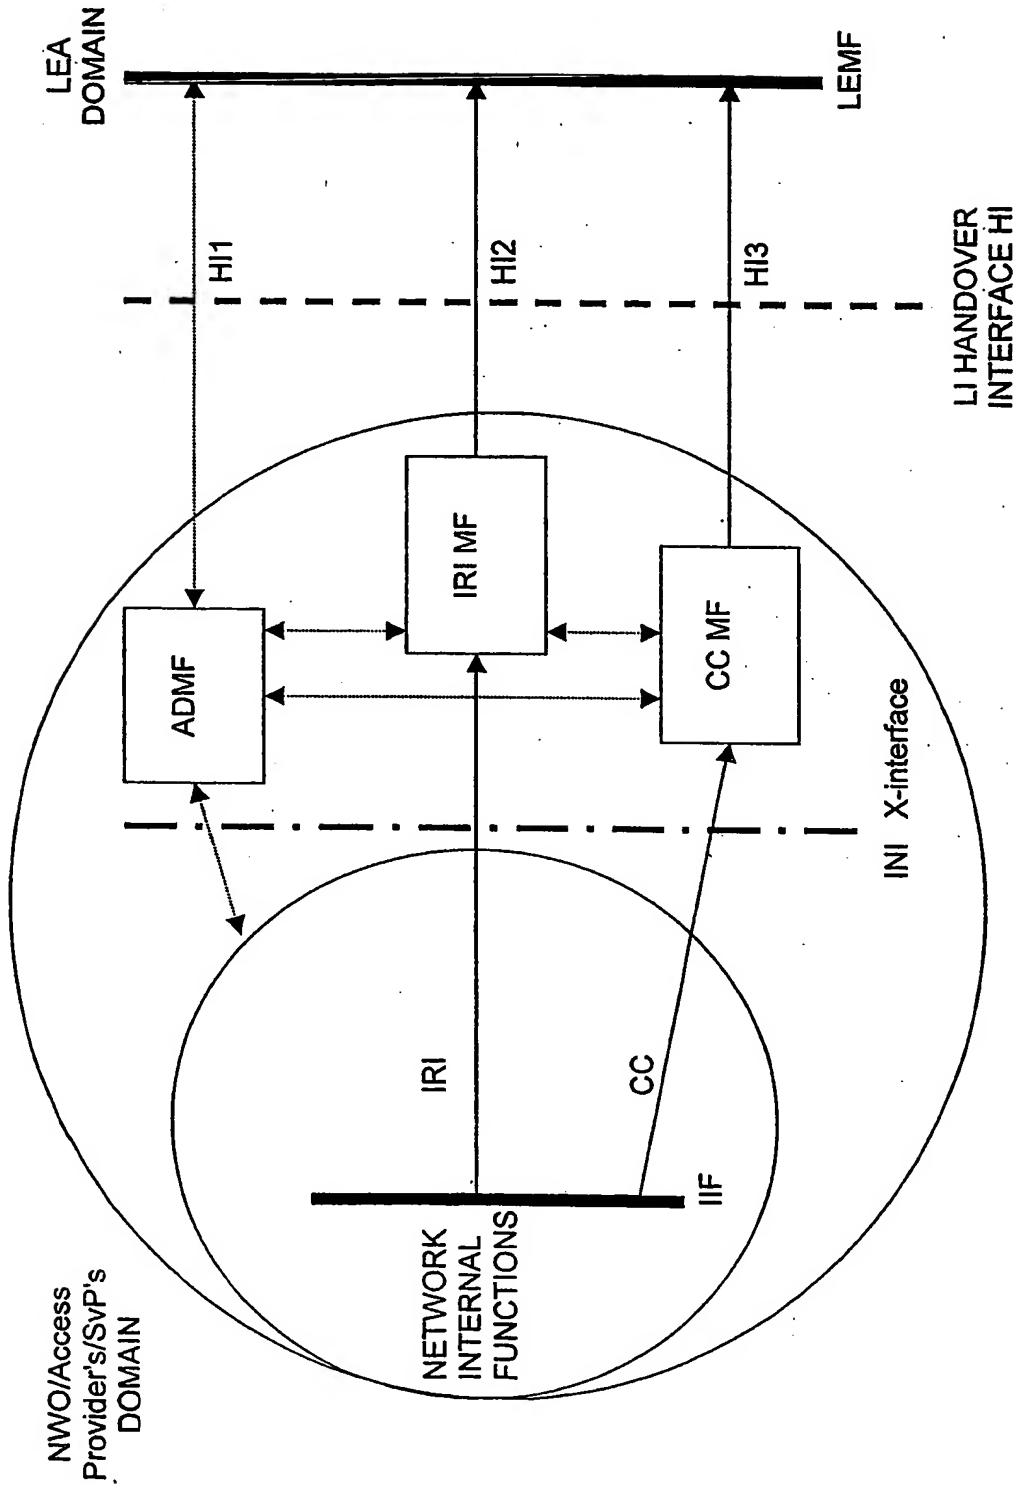 NWO/Access
Provider's/SvP's
DOMAIN
LEA
DOMAIN
ADMF
HI1
IRI MF
HI2
IRI
NETWORK
INTERNAL
FUNCTIONS
CC MF
HI3
CC
IIF
LEMF
INI X-interface
LI HANDOVER
INTERFACE HI